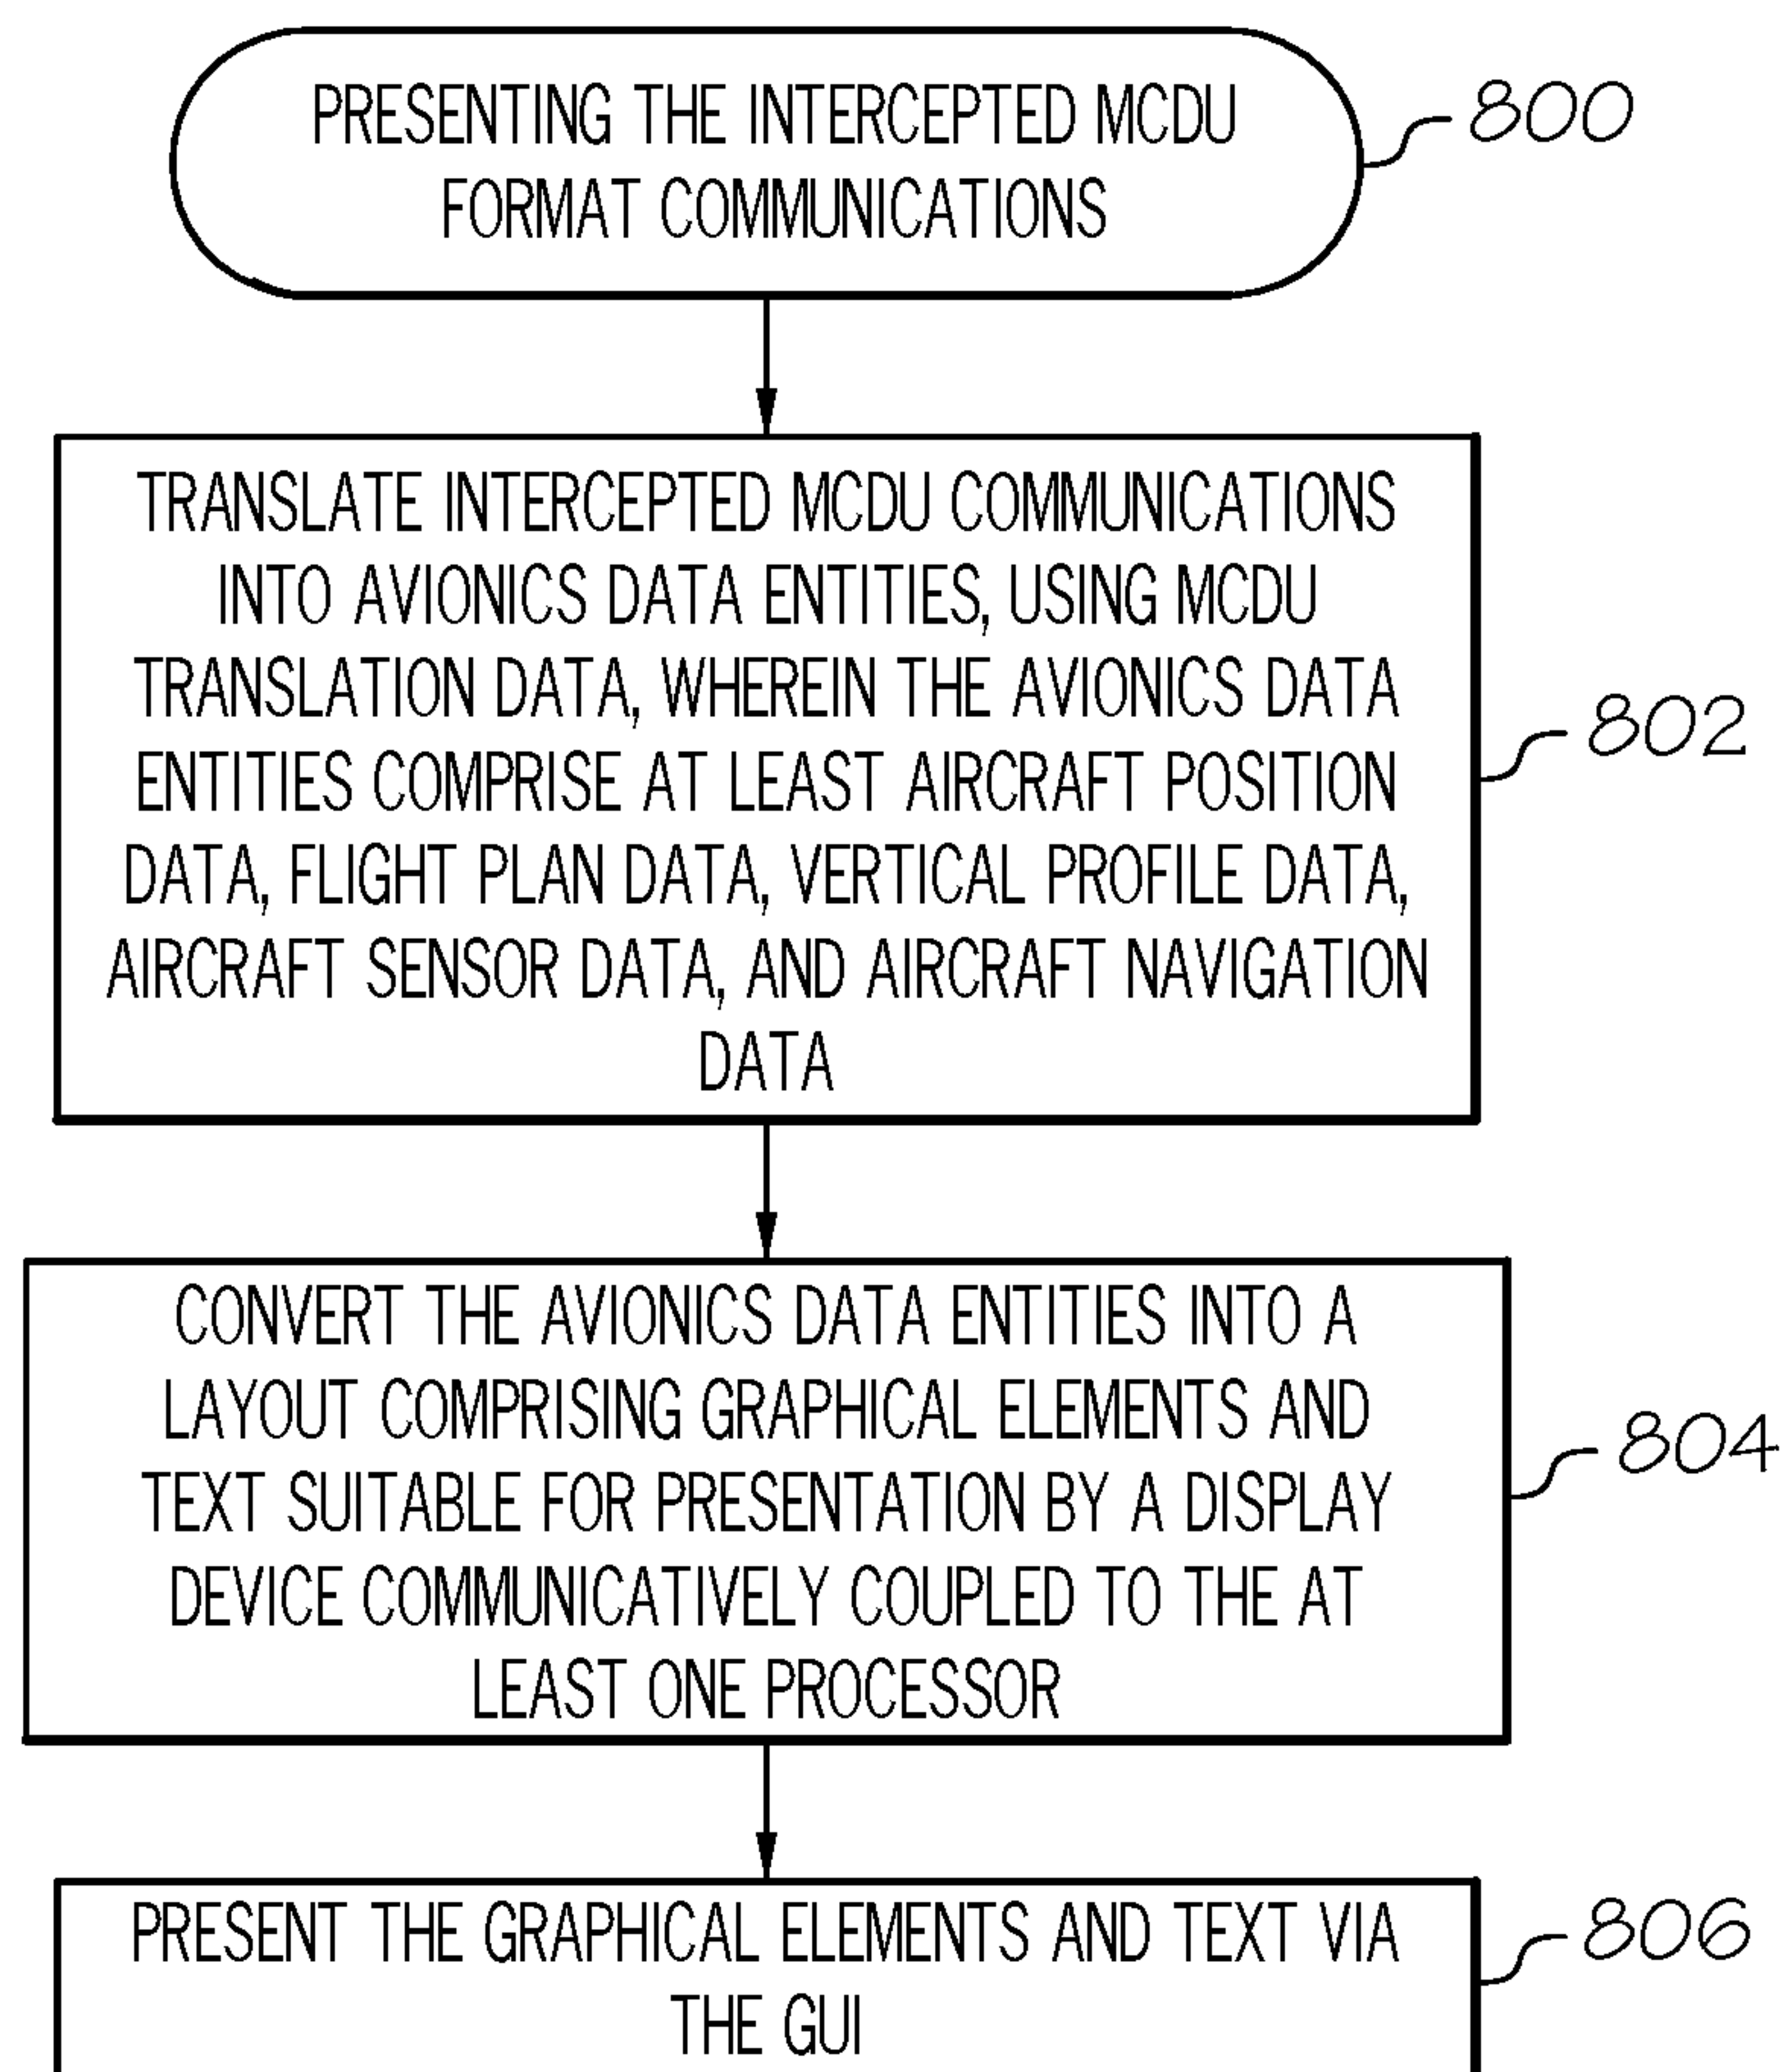 PRESENTING THE INTERCEPTED MCDU
FORMAT COMMUNICATIONS
800
TRANSLATE INTERCEPTED MCDU COMMUNICATIONS
INTO AVIONICS DATA ENTITIES, USING MCDU
TRANSLATION DATA, WHEREIN THE AVIONICS DATA
ENTITIES COMPRISE AT LEAST AIRCRAFT POSITION
DATA, FLIGHT PLAN DATA, VERTICAL PROFILE DATA,
AIRCRAFT SENSOR DATA, AND AIRCRAFT NAVIGATION
DATA
802
CONVERT THE AVIONICS DATA ENTITIES INTO A
LAYOUT COMPRISING GRAPHICAL ELEMENTS AND
TEXT SUITABLE FOR PRESENTATION BY A DISPLAY
DEVICE COMMUNICATIVELY COUPLED TO THE AT
LEAST ONE PROCESSOR
804
PRESENT THE GRAPHICAL ELEMENTS AND TEXT VIA
THE GUI
806